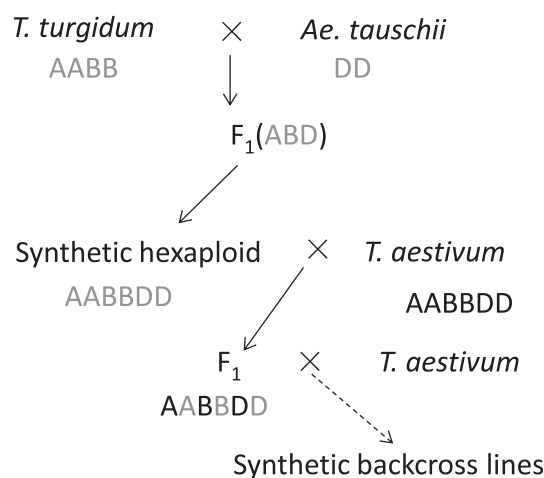 T. turgidum × Ae. tauschii
AABB DD
F₁(ABD)
Synthetic hexaploid × T. aestivum
AABBDD AABBDD
F₁ × T. aestivum
AABBDD
Synthetic backcross lines